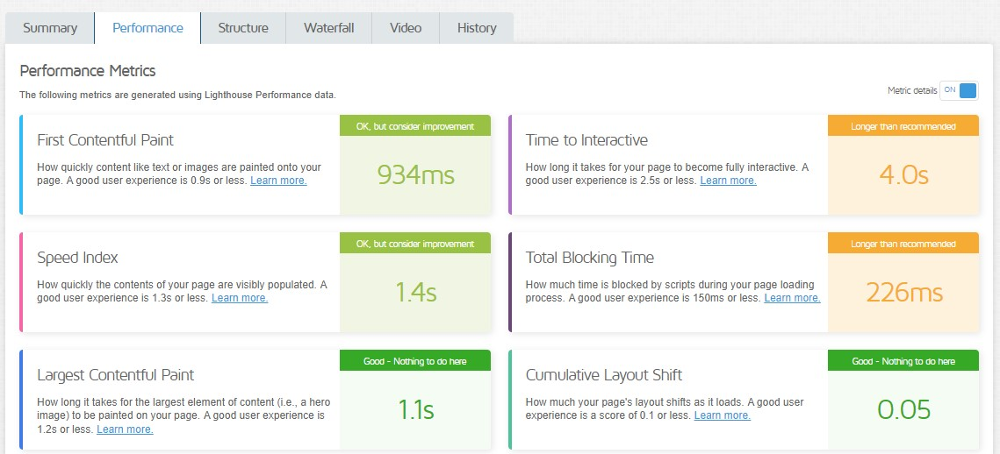 Summary Performance Structure Waterfall Video History
Performance Metrics
The following metrics are generated using Lighthouse Performance data.
Metric details ON
First Contentful Paint
How quickly content like text or images are painted onto your
page. A good user experience is 0.9s or less. Learn more.
OK, but consider improvement
934ms
Time to Interactive
How long it takes for your page to become fully interactive. A
good user experience is 2.5s or less. Learn more.
Longer than recommended
4.0s
Speed Index
How quickly the contents of your page are visibly populated. A
good user experience is 1.3s or less. Learn more.
OK, but consider improvement
1.4s
Total Blocking Time
How much time is blocked by scripts during your page loading
process. A good user experience is 150ms or less. Learn more.
Longer than recommended
226ms
Largest Contentful Paint
How long it takes for the largest element of content (i.e., a hero
image) to be painted on your page. A good user experience is
1.2s or less. Learn more.
Good - Nothing to do here
1.1s
Cumulative Layout Shift
How much your page's layout shifts as it loads. A good user
experience is a score of 0.1 or less. Learn more.
Good - Nothing to do here
0.05